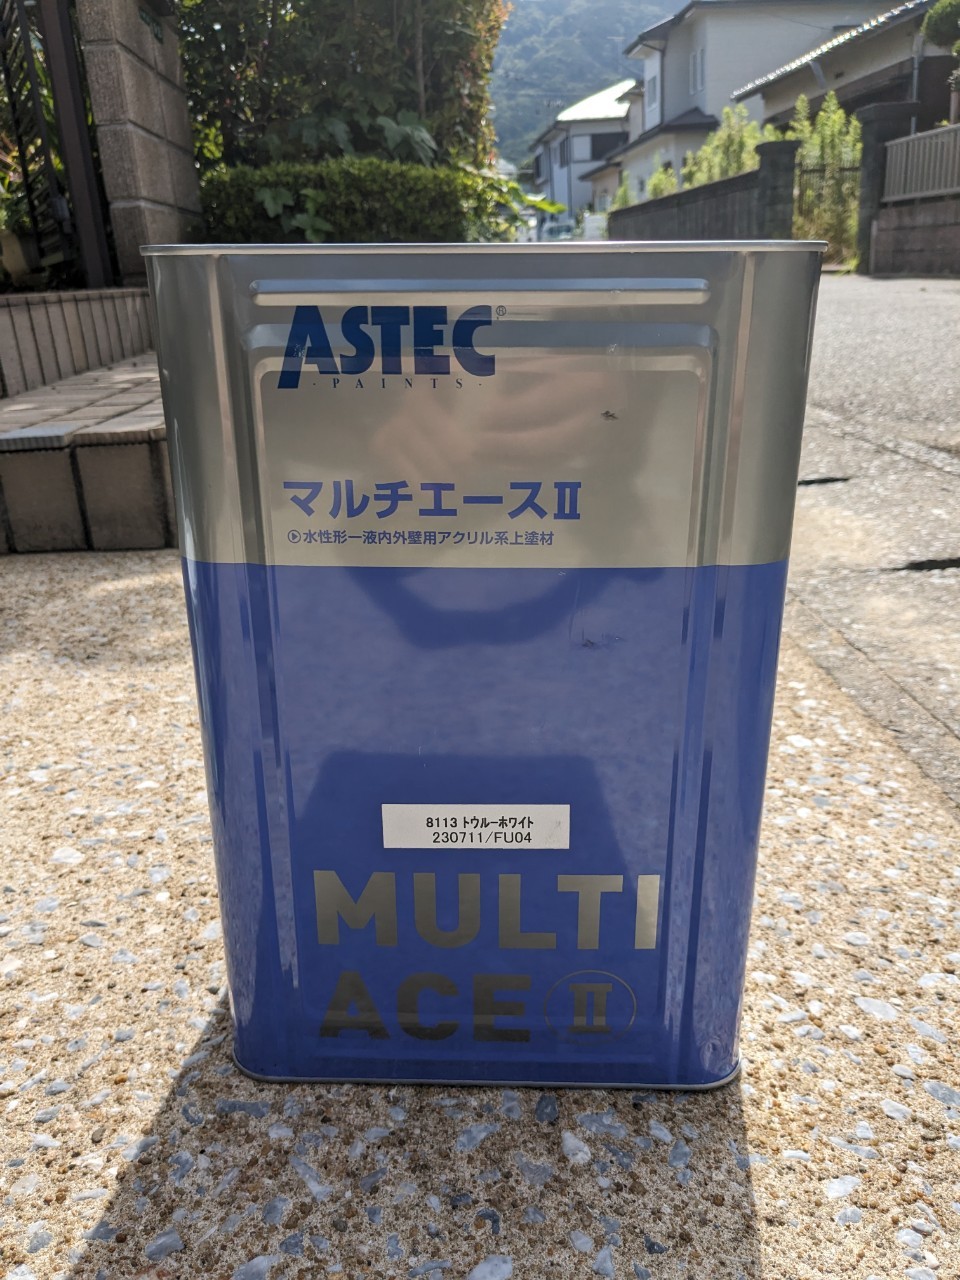 ASTEC®
· PAINTS ·
マルチエースⅡ
水性形一液内外壁用アクリル系上塗材
8113 トゥルーホワイト
230711/FU04
MULTI
ACE Ⅱ